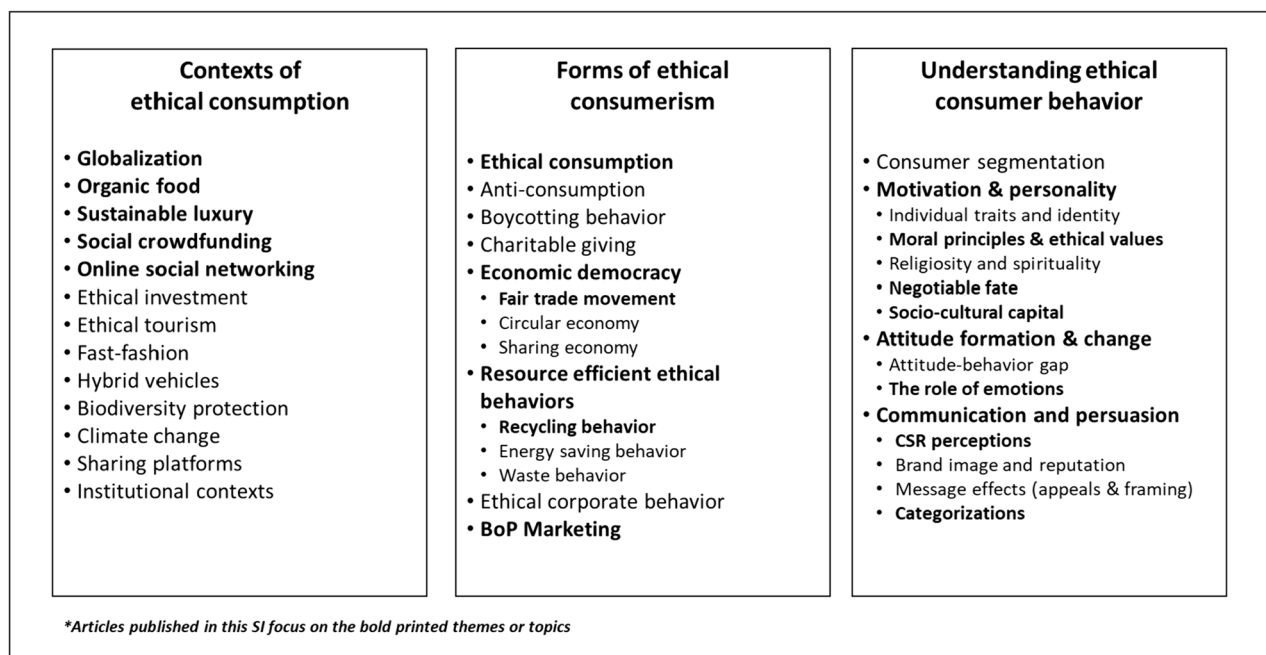 Contexts of
ethical consumption
• Globalization
• Organic food
• Sustainable luxury
• Social crowdfunding
• Online social networking
• Ethical investment
• Ethical tourism
• Fast-fashion
• Hybrid vehicles
• Biodiversity protection
• Climate change
• Sharing platforms
• Institutional contexts
Forms of ethical
consumerism
• Ethical consumption
• Anti-consumption
• Boycotting behavior
• Charitable giving
• Economic democracy
• Fair trade movement
• Circular economy
• Sharing economy
• Resource efficient ethical
behaviors
• Recycling behavior
• Energy saving behavior
• Waste behavior
• Ethical corporate behavior
• BoP Marketing
Understanding ethical
consumer behavior
• Consumer segmentation
• Motivation & personality
• Individual traits and identity
• Moral principles & ethical values
• Religiosity and spirituality
• Negotiable fate
• Socio-cultural capital
• Attitude formation & change
• Attitude-behavior gap
• The role of emotions
• Communication and persuasion
• CSR perceptions
• Brand image and reputation
• Message effects (appeals & framing)
• Categorizations
*Articles published in this SI focus on the bold printed themes or topics